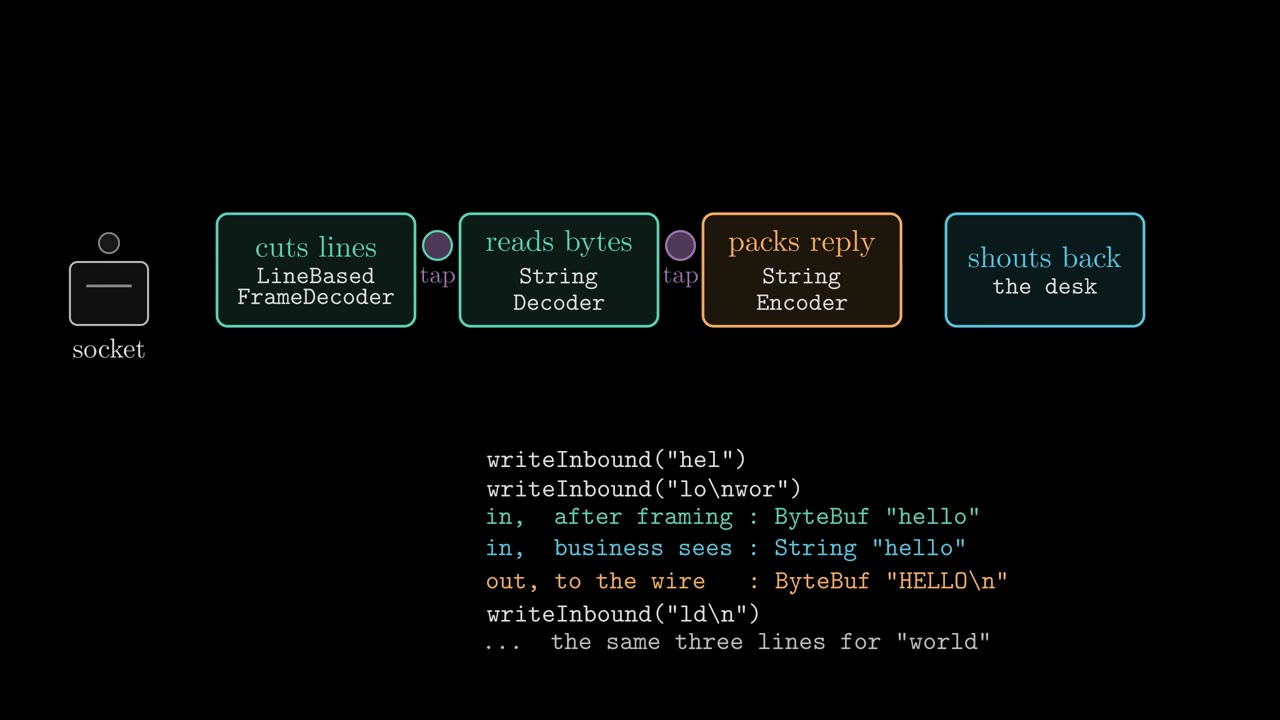 cuts lines
LineBased
FrameDecoder
tap
reads bytes
String
Decoder
tap
packs reply
String
Encoder
shouts back
the desk
socket
writeInbound("hel")
writeInbound("lo\nwor")
in,  after framing : ByteBuf "hello"
in,  business sees : String "hello"
out, to the wire   : ByteBuf "HELLO\n"
writeInbound("ld\n")
...  the same three lines for "world"